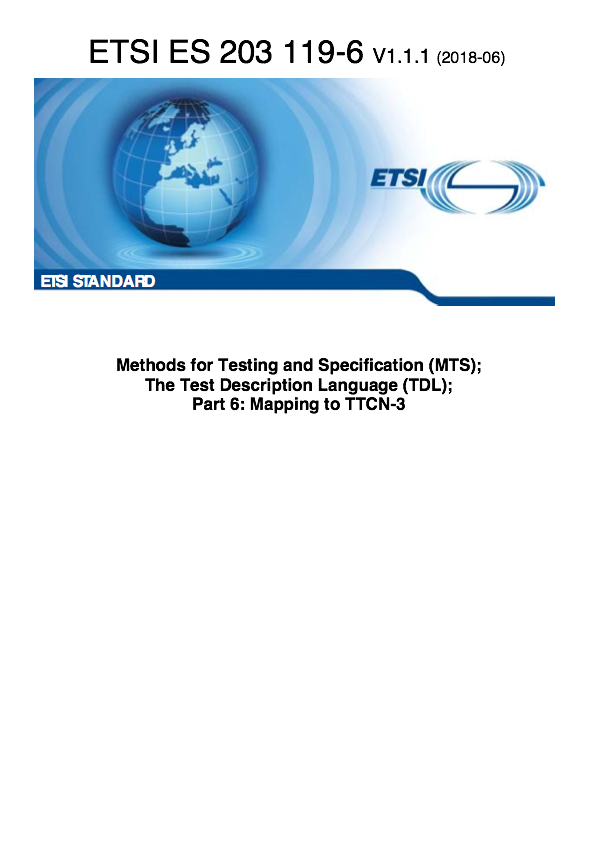 ETSI ES 203 119-6 V1.1.1 (2018-06)
ETSI
ETSI STANDARD
Methods for Testing and Specification (MTS);
The Test Description Language (TDL);
Part 6: Mapping to TTCN-3